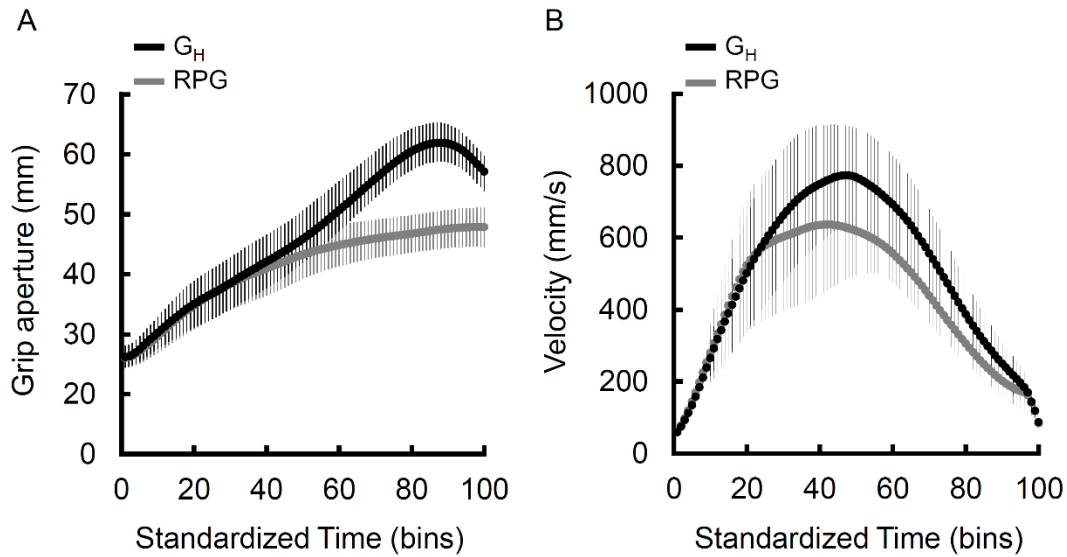 A
G_H
RPG
70
60
50
40
30
20
0
0 20 40 60 80 100
Grip aperture (mm)
Standardized Time (bins)
B
G_H
RPG
1000
800
600
400
200
0
0 20 40 60 80 100
Velocity (mm/s)
Standardized Time (bins)